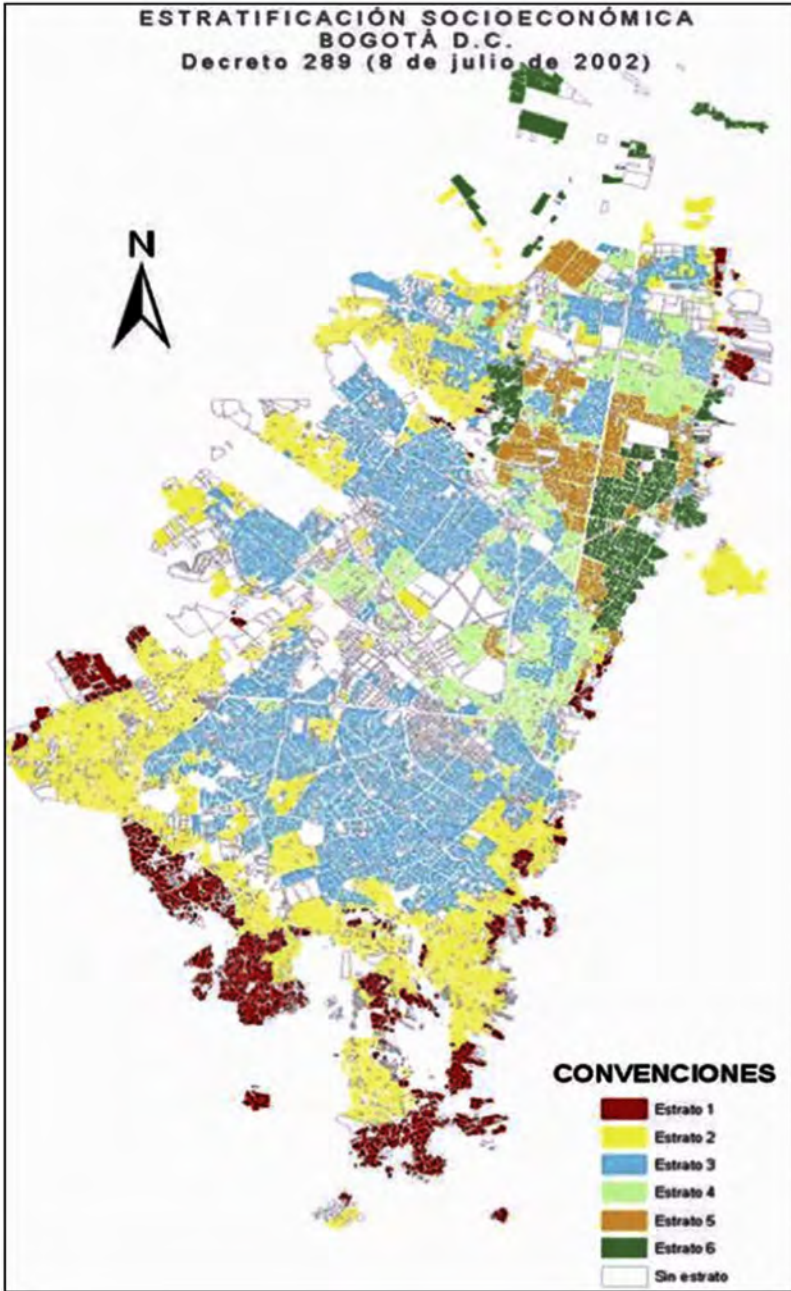 ESTRATIFICACIÓN SOCIOECONÓMICA
BOGOTÁ D.C.
Decreto 289 (8 de julio de 2002)
N
CONVENCIONES
Estrato 1
Estrato 2
Estrato 3
Estrato 4
Estrato 5
Estrato 6
Sin estrato